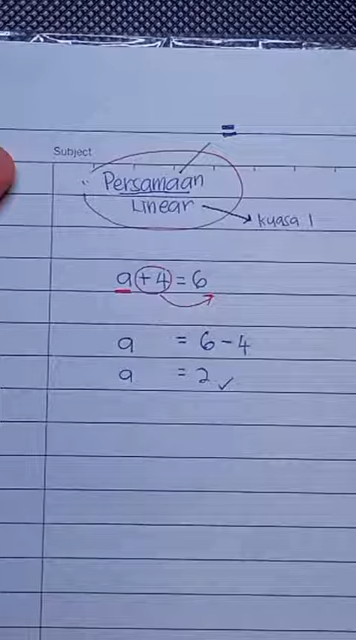 =
Subject
Persamaan
Linear
kuasa 1
a + 4 = 6
a = 6 - 4
a = 2 ✓